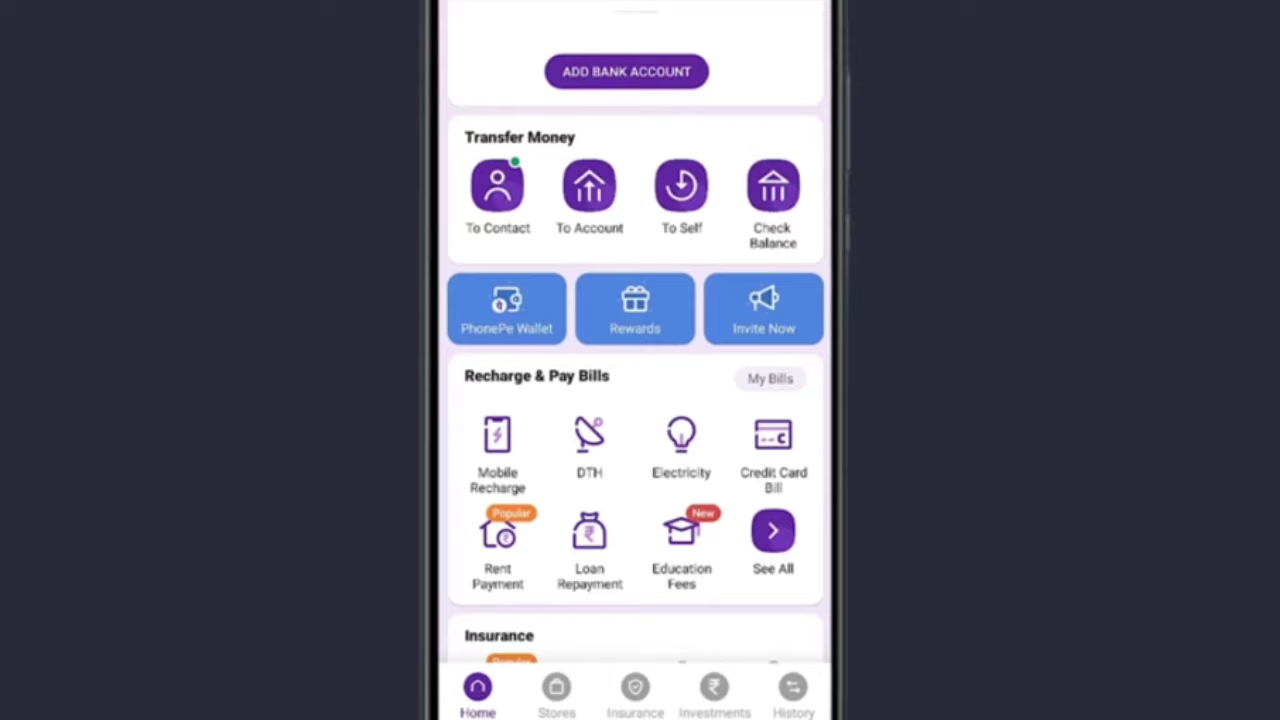 ADD BANK ACCOUNT
Transfer Money
To Contact
To Account
To Self
Check
Balance
PhonePe Wallet
Rewards
Invite Now
Recharge & Pay Bills
My Bills
Mobile
Recharge
DTH
Electricity
Credit Card
Bill
Popular
New
Rent
Payment
Loan
Repayment
Education
Fees
See All
Insurance
Popular
Home
Stores
Insurance
Investments
History